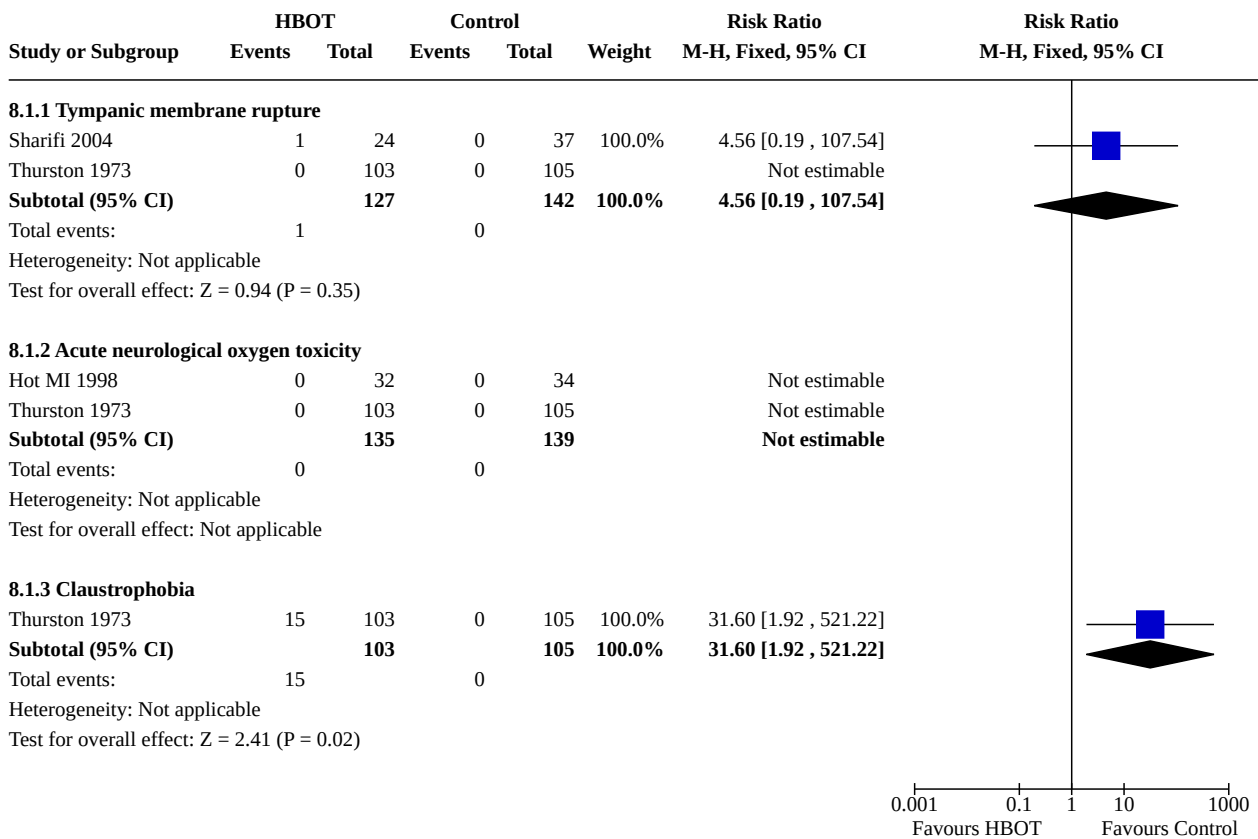 HBOT Control Risk Ratio Risk Ratio
Study or Subgroup Events Total Events Total Weight M-H, Fixed, 95% CI M-H, Fixed, 95% CI
8.1.1 Tympanic membrane rupture
Sharifi 2004 1 24 0 37 100.0% 4.56 [0.19 , 107.54]
Thurston 1973 0 103 0 105 Not estimable
Subtotal (95% CI) 127 142 100.0% 4.56 [0.19 , 107.54]
Total events: 1 0
Heterogeneity: Not applicable
Test for overall effect: Z = 0.94 (P = 0.35)
8.1.2 Acute neurological oxygen toxicity
Hot MI 1998 0 32 0 34 Not estimable
Thurston 1973 0 103 0 105 Not estimable
Subtotal (95% CI) 135 139 Not estimable
Total events: 0 0
Heterogeneity: Not applicable
Test for overall effect: Not applicable
8.1.3 Claustrophobia
Thurston 1973 15 103 0 105 100.0% 31.60 [1.92 , 521.22]
Subtotal (95% CI) 103 105 100.0% 31.60 [1.92 , 521.22]
Total events: 15 0
Heterogeneity: Not applicable
Test for overall effect: Z = 2.41 (P = 0.02)
0.001 0.1 1 10 1000
Favours HBOT Favours Control